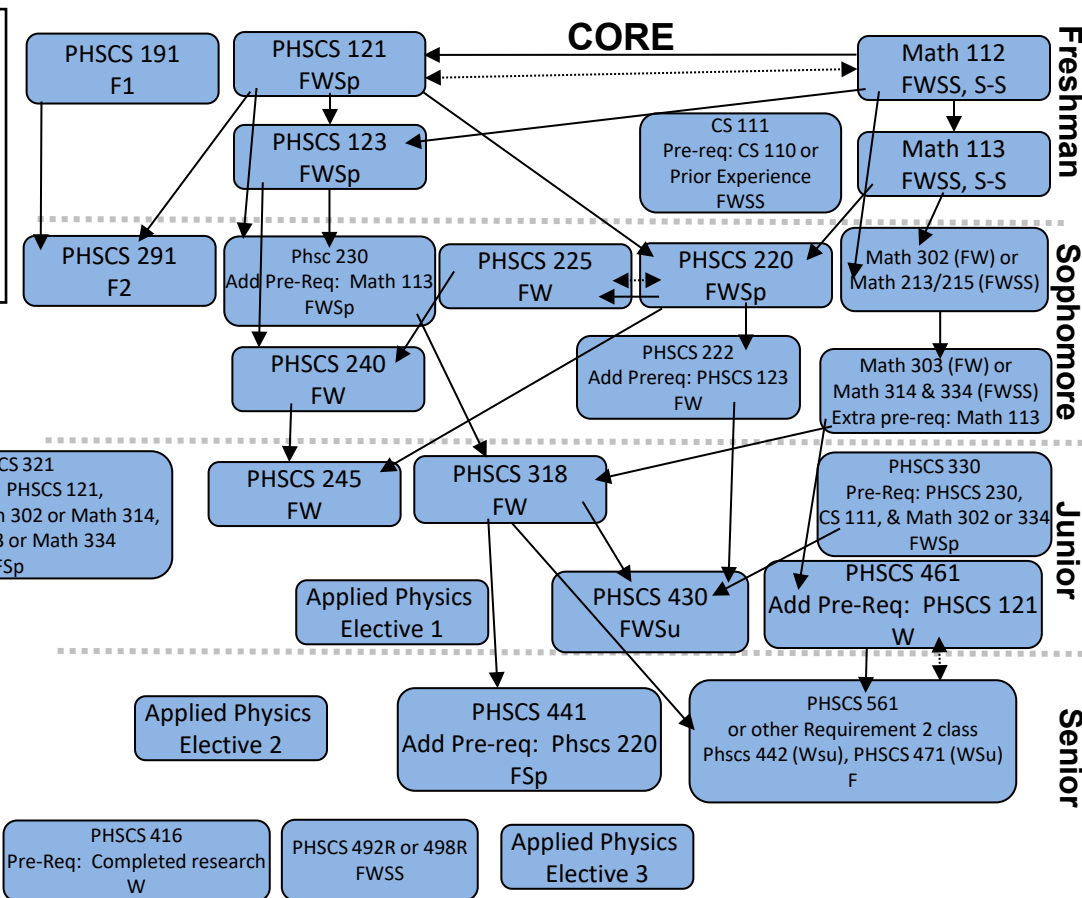 CORE
Freshman
PHSCS 191
F1
PHSCS 121
FWSp
Math 112
FWSS, S-S
PHSCS 123
FWSp
CS 111
Pre-req: CS 110 or
Prior Experience
FWSS
Math 113
FWSS, S-S
Sophomore
PHSCS 291
F2
Phsc 230
Add Pre-Req: Math 113
FWSp
PHSCS 225
FW
PHSCS 220
FWSp
Math 302 (FW) or
Math 213/215 (FWSS)
PHSCS 240
FW
PHSCS 222
Add Prereq: PHSCS 123
FW
Math 303 (FW) or
Math 314 & 334 (FWSS)
Extra pre-req: Math 113
Junior
CS 321
PHSCS 121,
302 or Math 314,
or Math 334
FSp
PHSCS 245
FW
PHSCS 318
FW
PHSCS 330
Pre-Req: PHSCS 230,
CS 111, & Math 302 or 334
FWSp
Applied Physics
Elective 1
PHSCS 430
FWSu
PHSCS 461
Add Pre-Req: PHSCS 121
W
Senior
Applied Physics
Elective 2
PHSCS 441
Add Pre-req: Phscs 220
FSp
PHSCS 561
or other Requirement 2 class
Phscs 442 (Wsu), PHSCS 471 (WSu)
F
PHSCS 416
Pre-Req: Completed research
W
PHSCS 492R or 498R
FWSS
Applied Physics
Elective 3